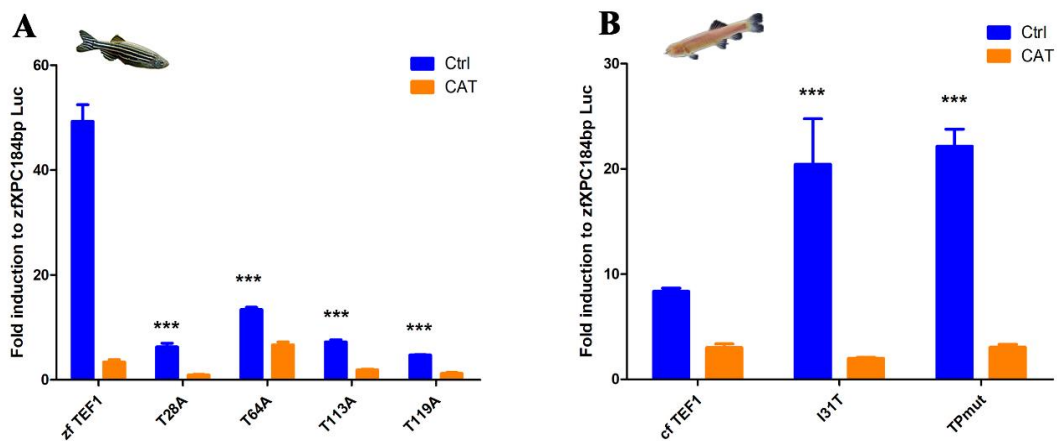 A
Fold induction to zfXPC184bp Luc
60
40
20
0
Ctrl
CAT
***
***
***
***
zf TEF1
T28A
T64A
T113A
T119A
B
Fold induction to zfXPC184bp Luc
30
20
10
0
Ctrl
CAT
***
***
cf TEF1
I31T
TPmut